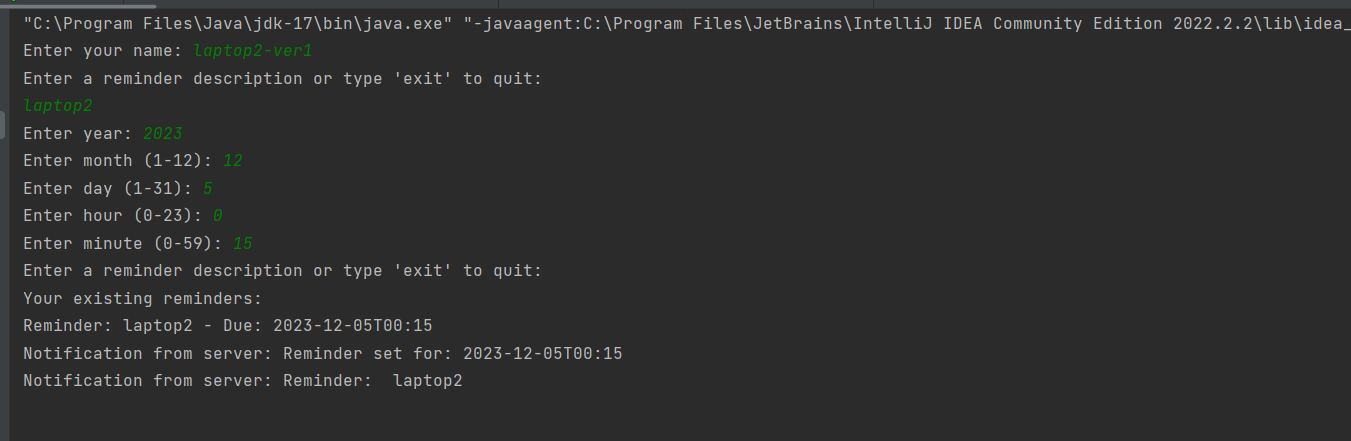 "C:\Program Files\Java\jdk-17\bin\java.exe" "-javaagent:C:\Program Files\JetBrains\IntelliJ IDEA Community Edition 2022.2.2\lib\idea_
Enter your name: laptop2-ver1
Enter a reminder description or type 'exit' to quit:
laptop2
Enter year: 2023
Enter month (1-12): 12
Enter day (1-31): 5
Enter hour (0-23): 0
Enter minute (0-59): 15
Enter a reminder description or type 'exit' to quit:
Your existing reminders:
Reminder: laptop2 - Due: 2023-12-05T00:15
Notification from server: Reminder set for: 2023-12-05T00:15
Notification from server: Reminder:  laptop2